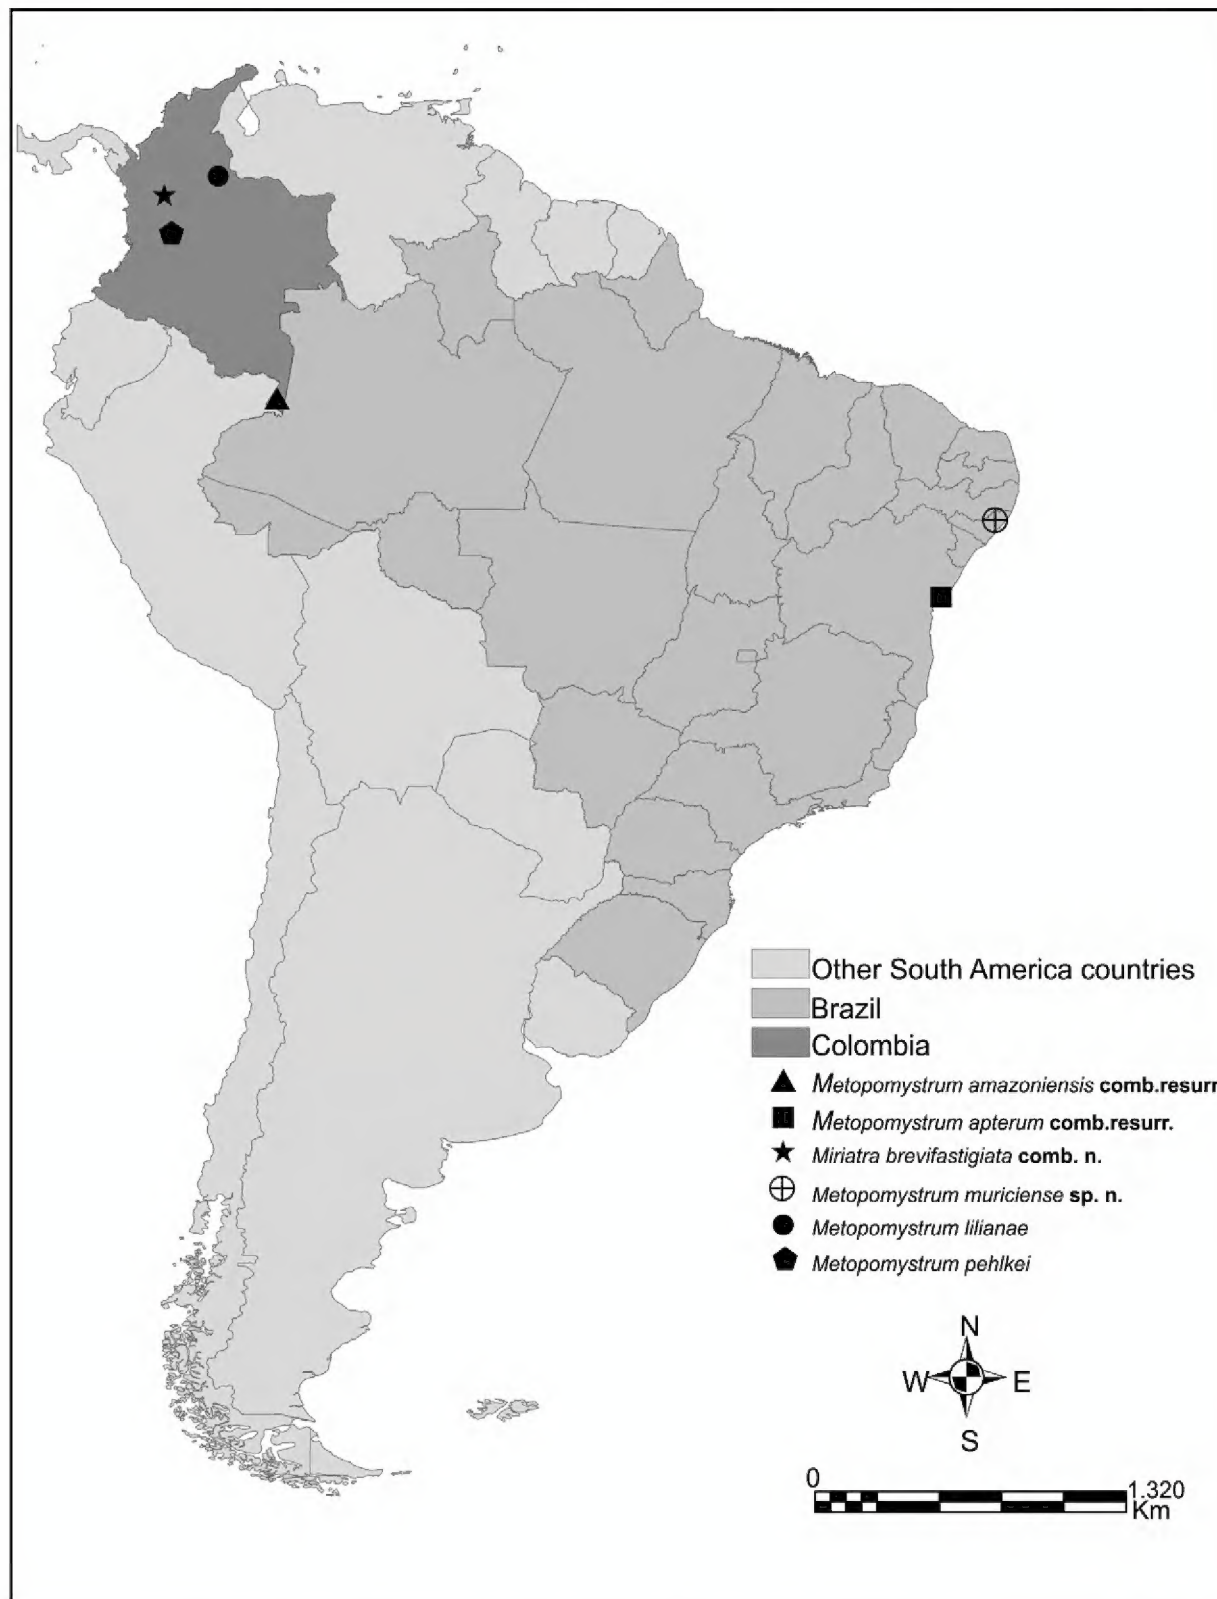 Other South America countries
Brazil
Colombia
Metopomystrum amazoniensis comb.resurr
Metopomystrum apterum comb.resurr.
Miriatra brevifastigiata comb. n.
Metopomystrum muriciense sp. n.
Metopomystrum lilianae
Metopomystrum pehlkei
N
W E
S
0 1.320
Km